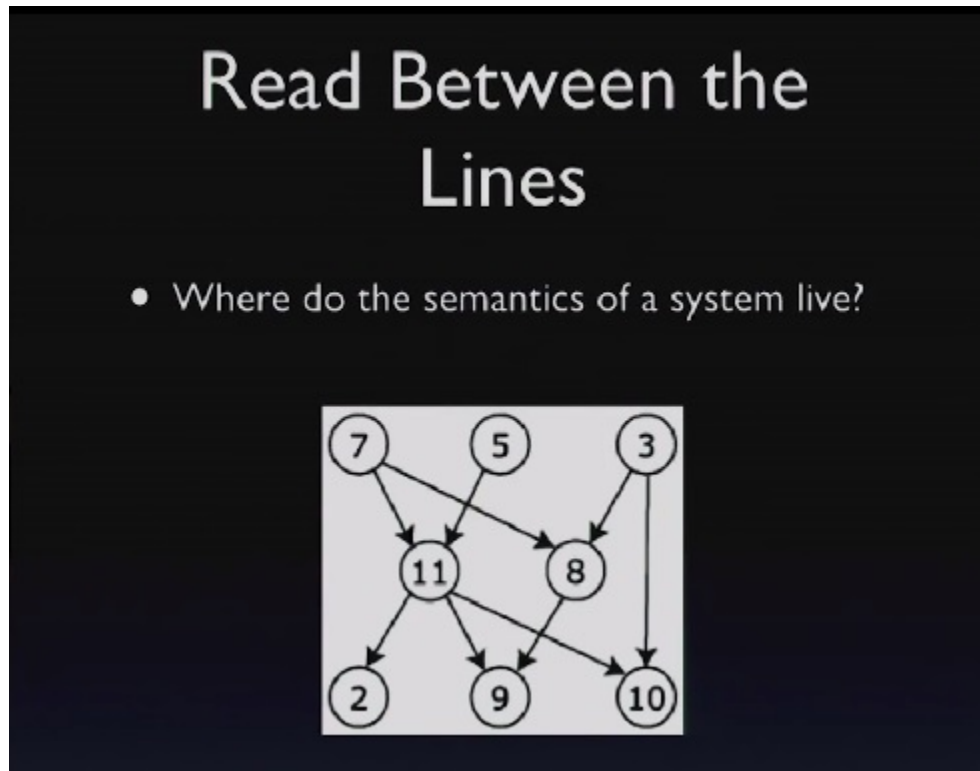 Read Between the
Lines
• Where do the semantics of a system live?
7 5 3
11 8
2 9 10